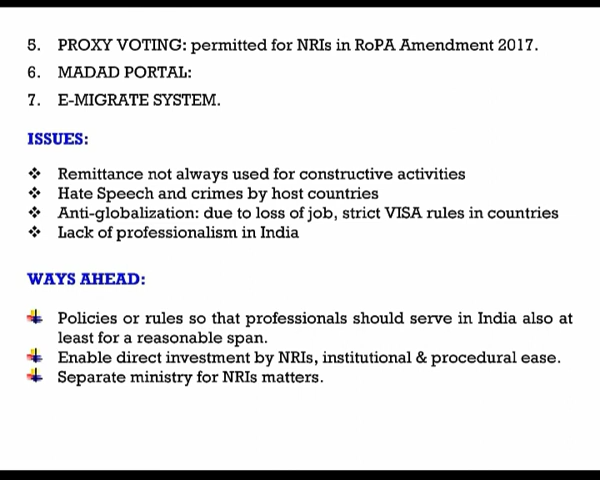 5. PROXY VOTING: permitted for NRIs in RoPA Amendment 2017.
6. MADAD PORTAL:
7. E-MIGRATE SYSTEM.
ISSUES:
❖ Remittance not always used for constructive activities
❖ Hate Speech and crimes by host countries
❖ Anti-globalization: due to loss of job, strict VISA rules in countries
❖ Lack of professionalism in India
WAYS AHEAD:
Policies or rules so that professionals should serve in India also at
least for a reasonable span.
Enable direct investment by NRIs, institutional & procedural ease.
Separate ministry for NRIs matters.